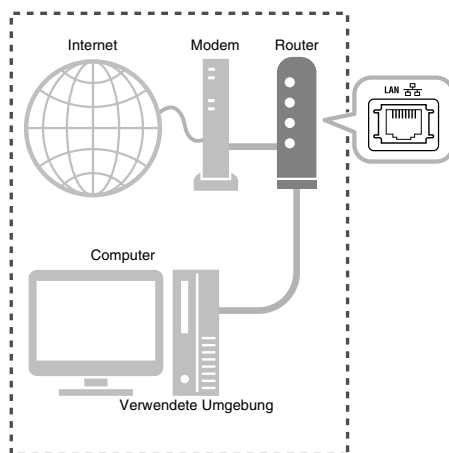 Internet
Modem
Router
LAN
Computer
Verwendete Umgebung